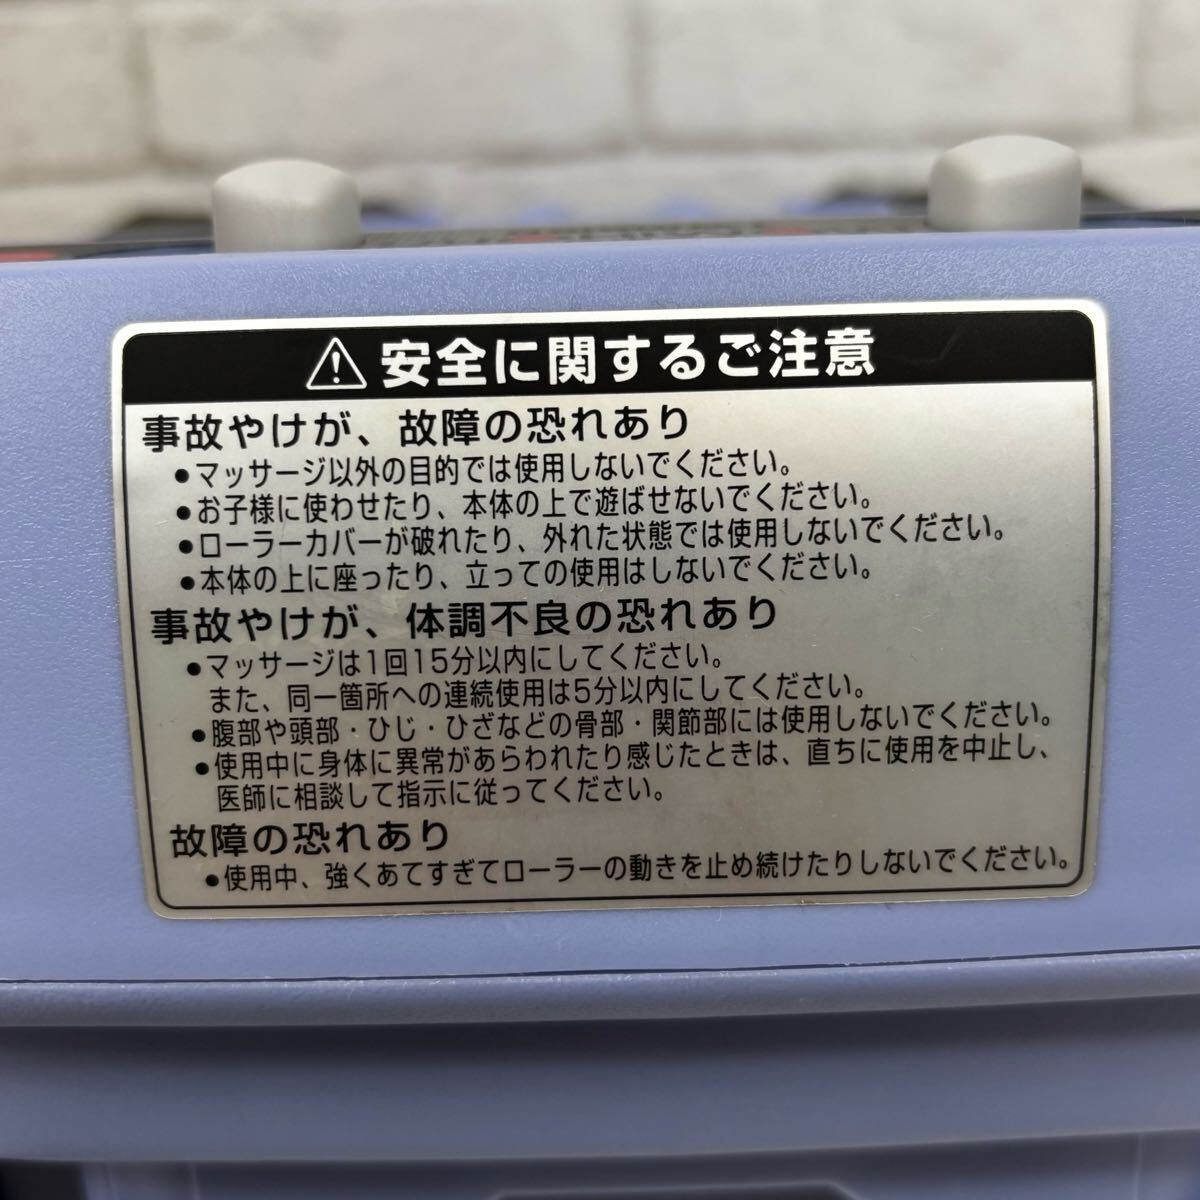 ⚠安全に関するご注意
事故やけが、故障の恐れあり
●マッサージ以外の目的では使用しないでください。
●お子様に使わせたり、本体の上で遊ばせないでください。
●ローラーカバーが破れたり、外れた状態では使用しないでください。
●本体の上に座ったり、立っての使用はしないでください。
事故やけが、体調不良の恐れあり
●マッサージは1回15分以内にしてください。
また、同一箇所への連続使用は5分以内にしてください。
●腹部や頭部・ひじ・ひざなどの骨部・関節部には使用しないでください。
●使用中に身体に異常があらわれたり感じたときは、直ちに使用を中止し、
医師に相談して指示に従ってください。
故障の恐れあり
●使用中、強くあてすぎてローラーの動きを止め続けたりしないでください。